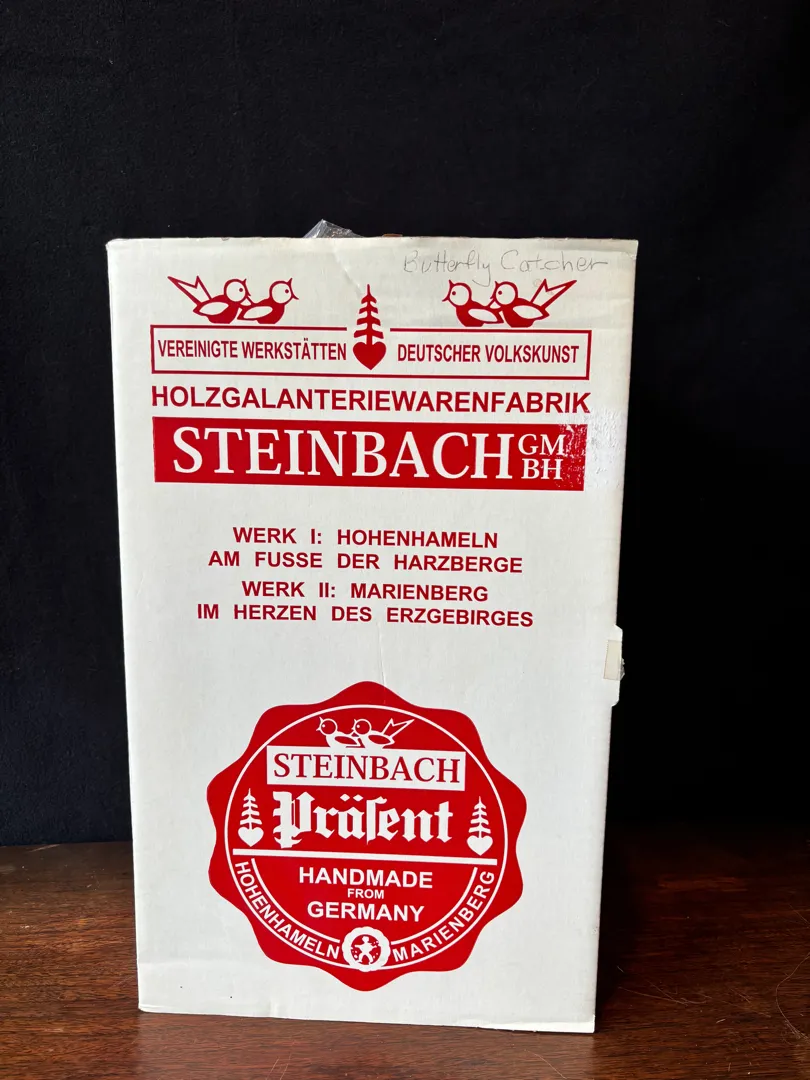 Butterfly Catcher
VEREINIGTE WERKSTÄTTEN DEUTSCHER VOLKSKUNST
HOLZGALANTERIEWARENFABRIK
STEINBACH GM
BH
WERK I: HOHENHAMELN
AM FUSSE DER HARZBERGE
WERK II: MARIENBERG
IM HERZEN DES ERZGEBIRGES
STEINBACH
Präſent
HANDMADE
FROM
GERMANY
HOHENHAMELN MARIENBERG